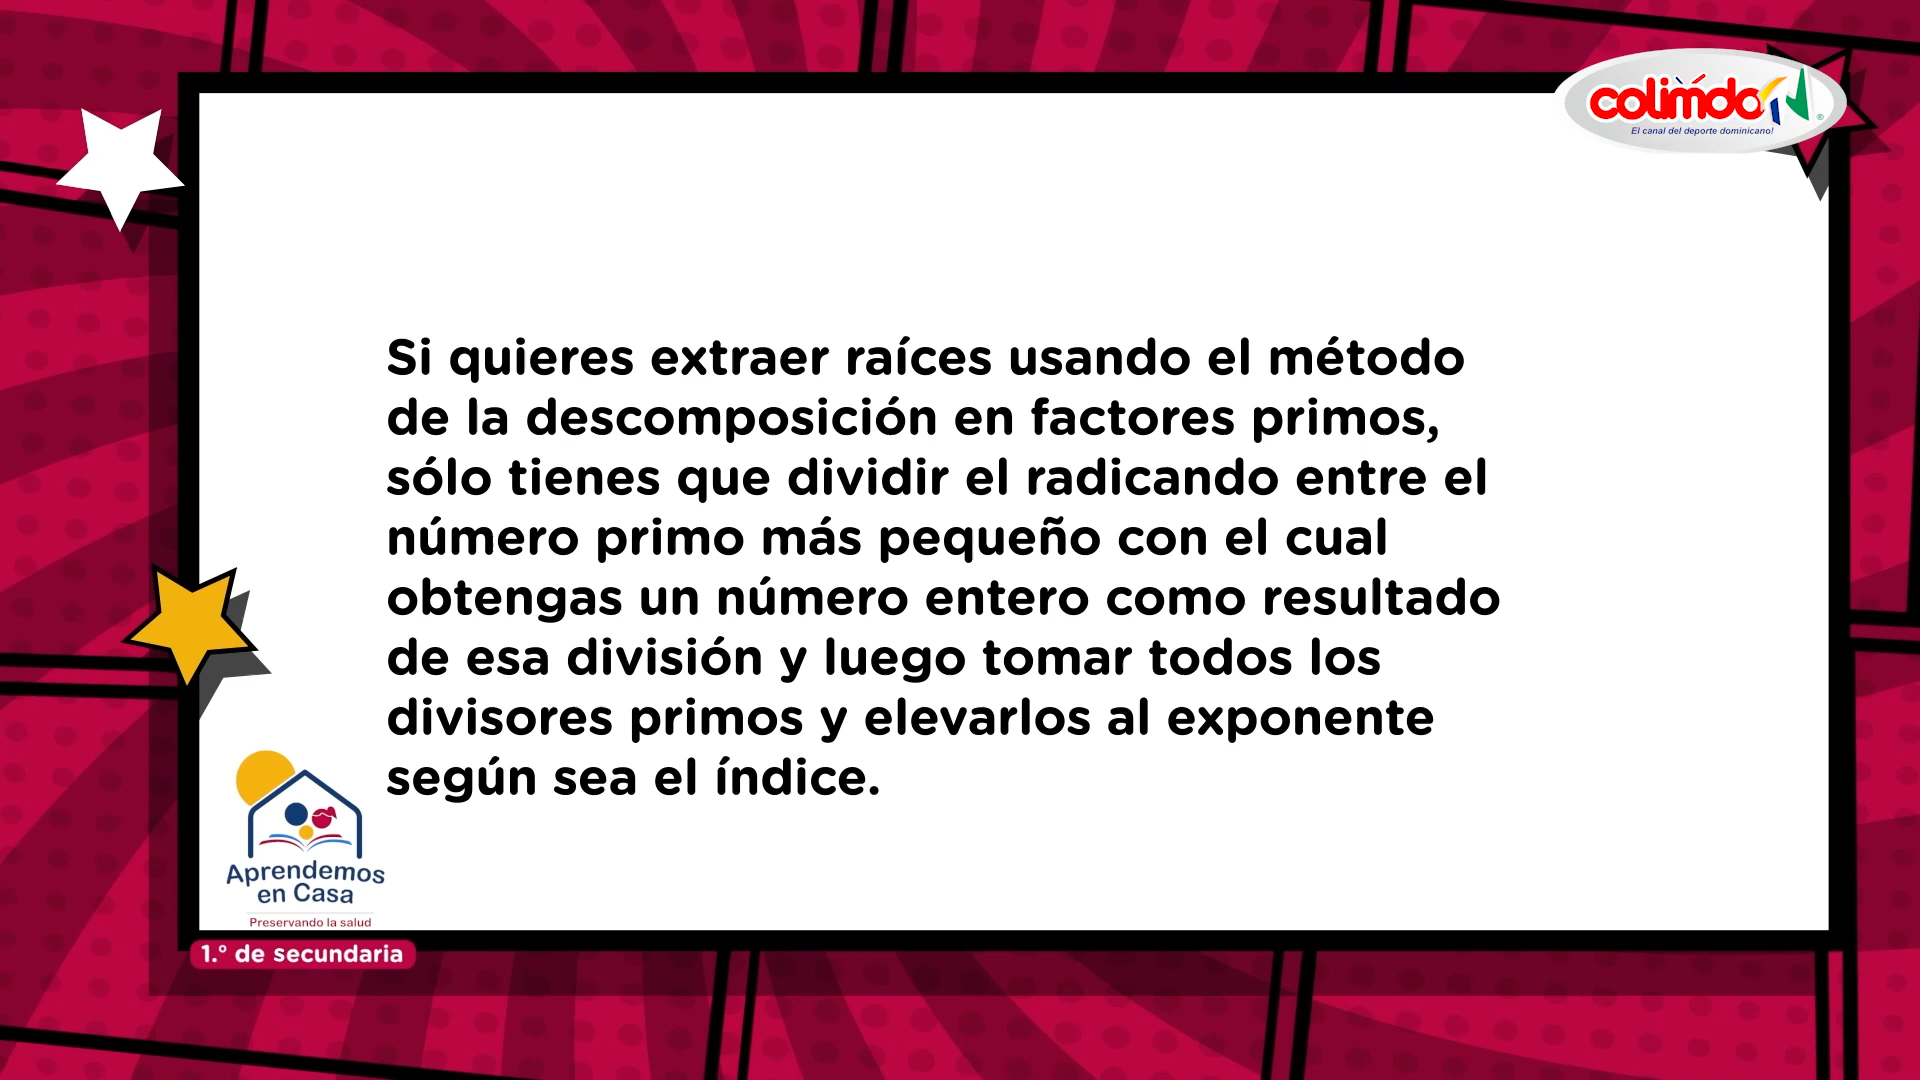 colimdo
El canal del deporte dominicano!
Si quieres extraer raíces usando el método
de la descomposición en factores primos,
sólo tienes que dividir el radicando entre el
número primo más pequeño con el cual
obtengas un número entero como resultado
de esa división y luego tomar todos los
divisores primos y elevarlos al exponente
según sea el índice.
Aprendemos
en Casa
Preservando la salud
1.° de secundaria